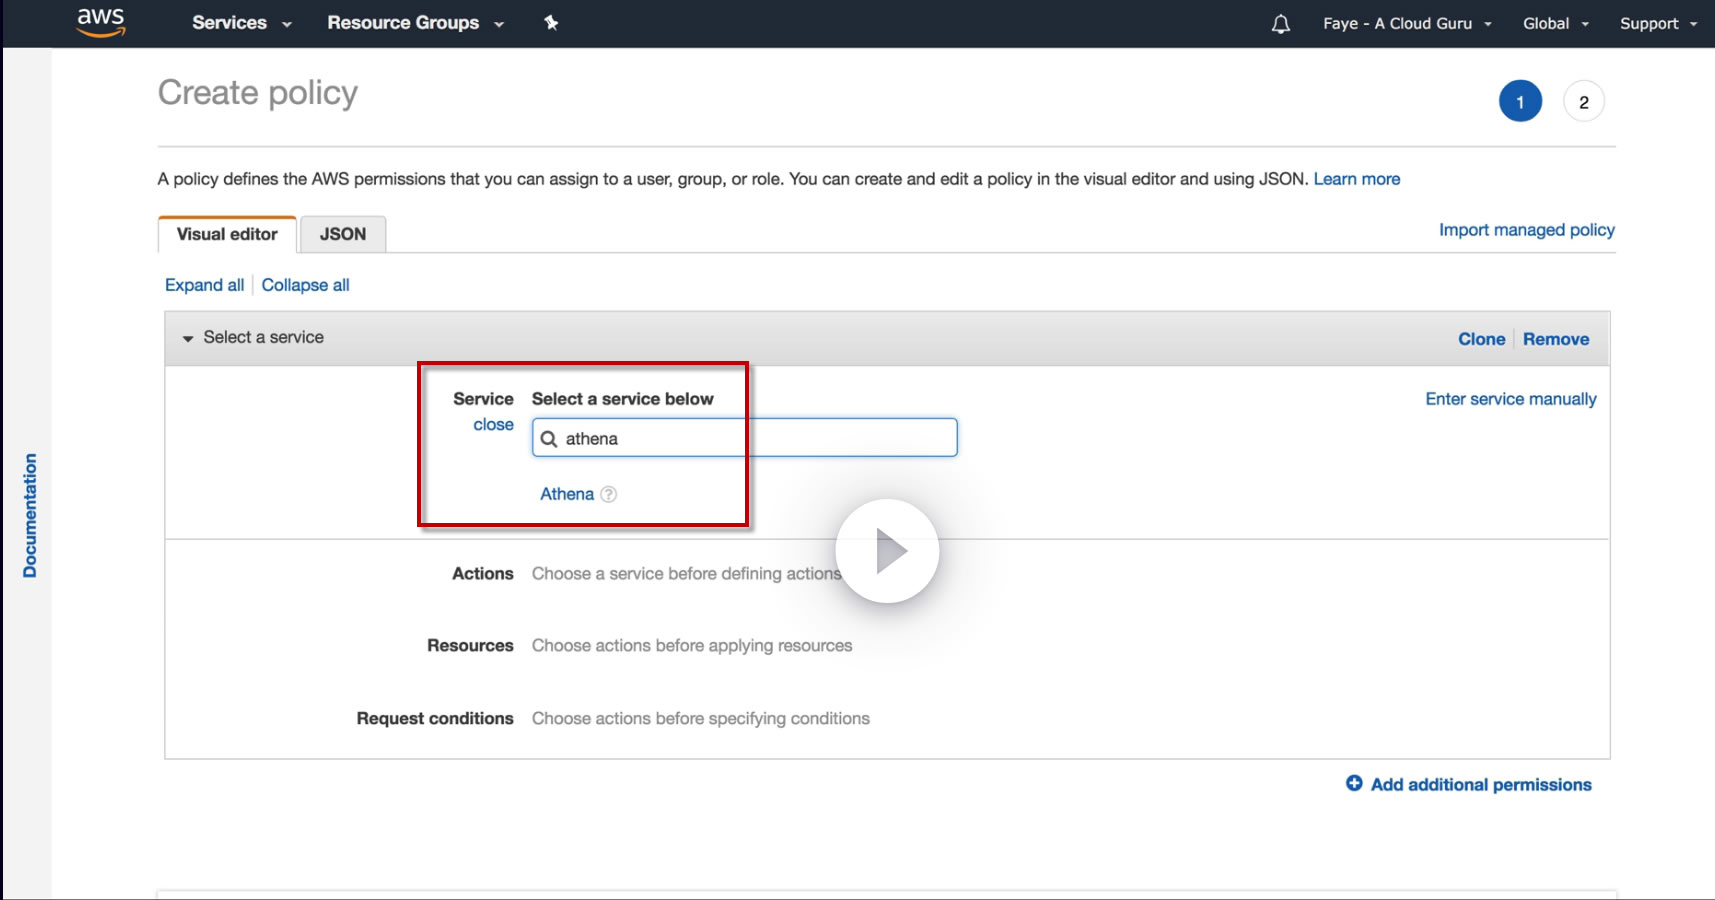 aws Services Resource Groups Faye - A Cloud Guru Global Support
Create policy
1 2
A policy defines the AWS permissions that you can assign to a user, group, or role. You can create and edit a policy in the visual editor and using JSON. Learn more
Visual editor JSON Import managed policy
Expand all Collapse all
Select a service Clone Remove
Service Select a service below Enter service manually
close
athena
Athena ?
Documentation
Actions Choose a service before defining actions
Resources Choose actions before applying resources
Request conditions Choose actions before specifying conditions
Add additional permissions